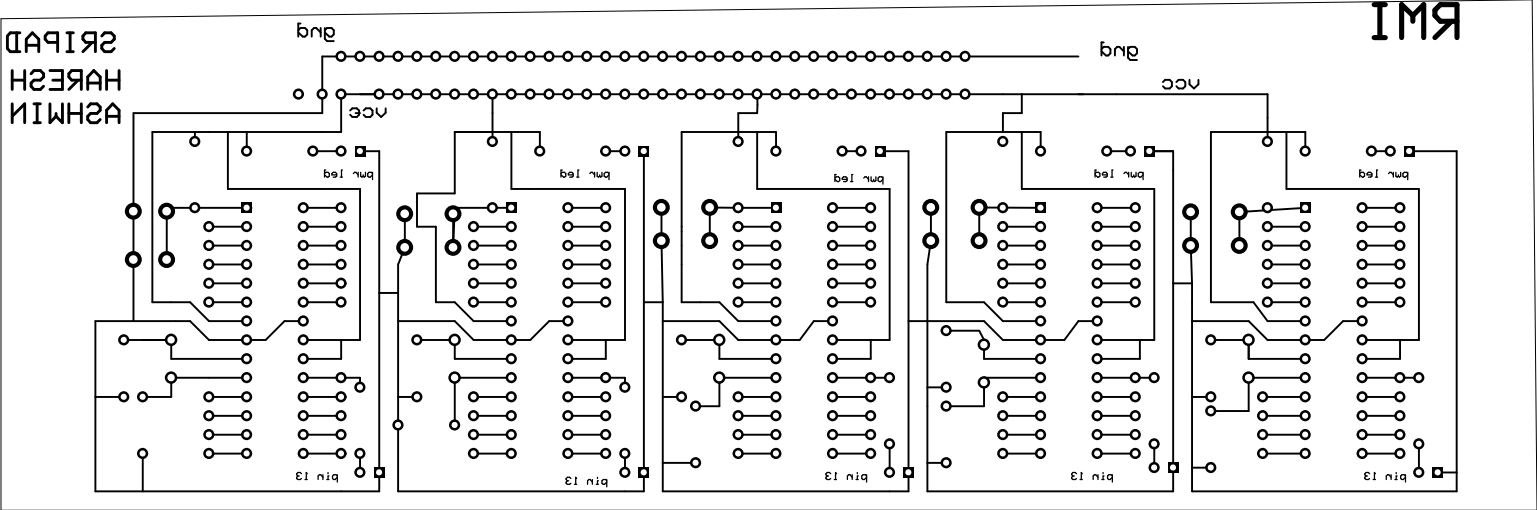 RMI
SRIPAD
HARESH
ASHWIN
gnd
gnd
vcc
vcc
pwr led
pwr led
pwr led
pwr led
pwr led
pin 13
pin 13
pin 13
pin 13
pin 13